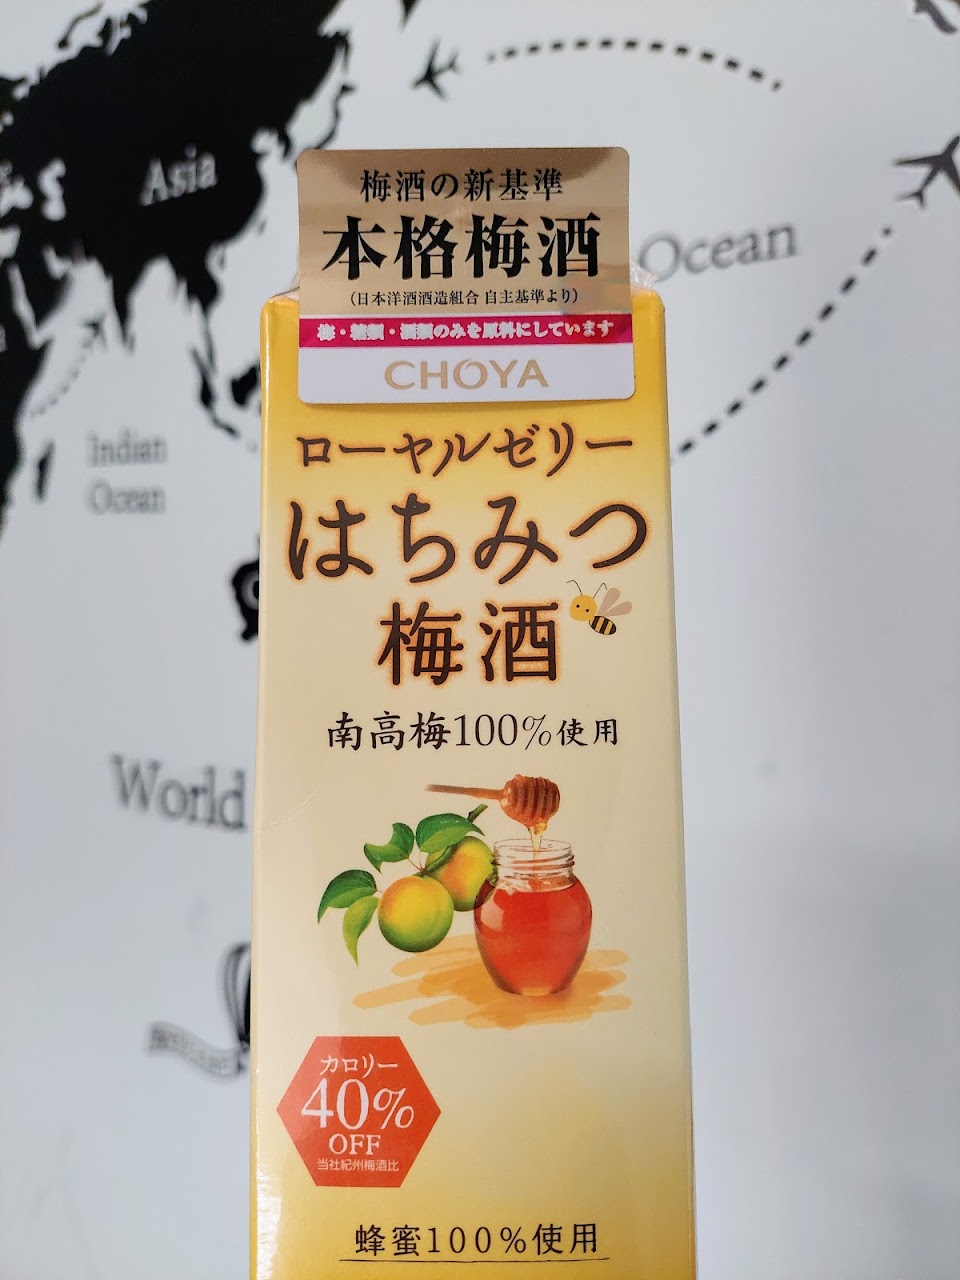 Asia
Ocean
Indian
Ocean
World
梅酒の新基準
本格梅酒
(日本洋酒酒造組合 自主基準より)
梅・糖類・酒類のみを原料にしています
CHOYA
ローヤルゼリー
はちみつ
梅酒
南高梅100%使用
カロリー
40%
OFF
当社紀州梅酒比
蜂蜜100%使用